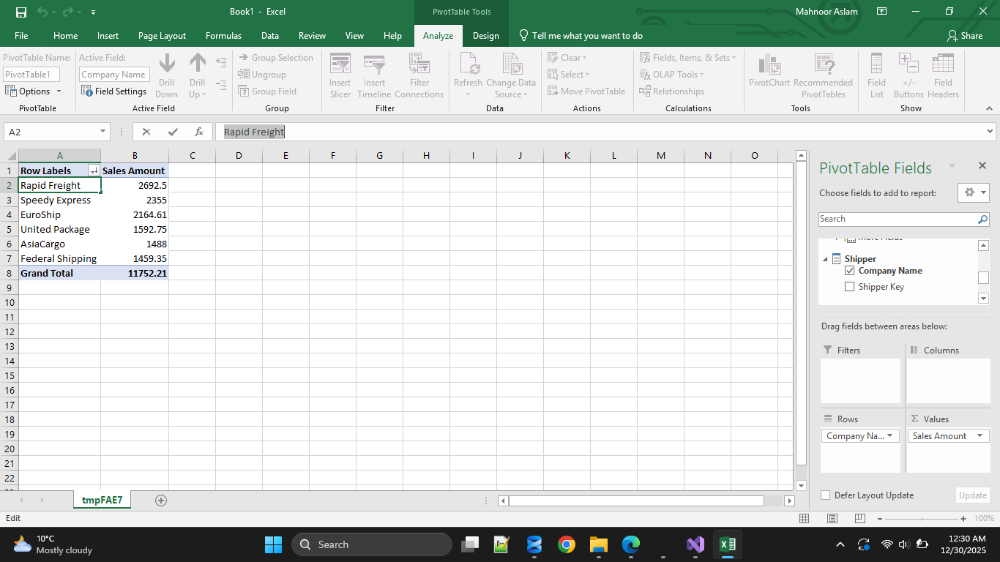 Book1 - Excel
PivotTable Tools
Mahnoor Aslam
File Home Insert Page Layout Formulas Data Review View Help Analyze Design Tell me what you want to do Share
PivotTable Name:
PivotTable1
Options
PivotTable
Active Field:
Company Name
Field Settings
Drill Down
Drill Up
Active Field
Group Selection
Ungroup
Group Field
Group
Insert Slicer
Insert Timeline
Filter Connections
Filter
Refresh
Change Data Source
Data
Clear
Select
Move PivotTable
Actions
Fields, Items, & Sets
OLAP Tools
Relationships
Calculations
PivotChart
Recommended PivotTables
Tools
Field List
+/- Buttons
Field Headers
Show
A2
fx
Rapid Freight
A B C D E F G H I J K L M N O
1 Row Labels Sales Amount
2 Rapid Freight 2692.5
3 Speedy Express 2355
4 EuroShip 2164.61
5 United Package 1592.75
6 AsiaCargo 1488
7 Federal Shipping 1459.35
8 Grand Total 11752.21
9
10
11
12
13
14
15
16
17
18
19
20
21
22
PivotTable Fields
Choose fields to add to report:
Search
More Fields
Shipper
Company Name
Shipper Key
Drag fields between areas below:
Filters
Columns
Rows
Σ Values
Company Na...
Sales Amount
Defer Layout Update
Update
tmpFAE7
Edit
100%
10°C
Mostly cloudy
Search
12:30 AM
12/30/2025